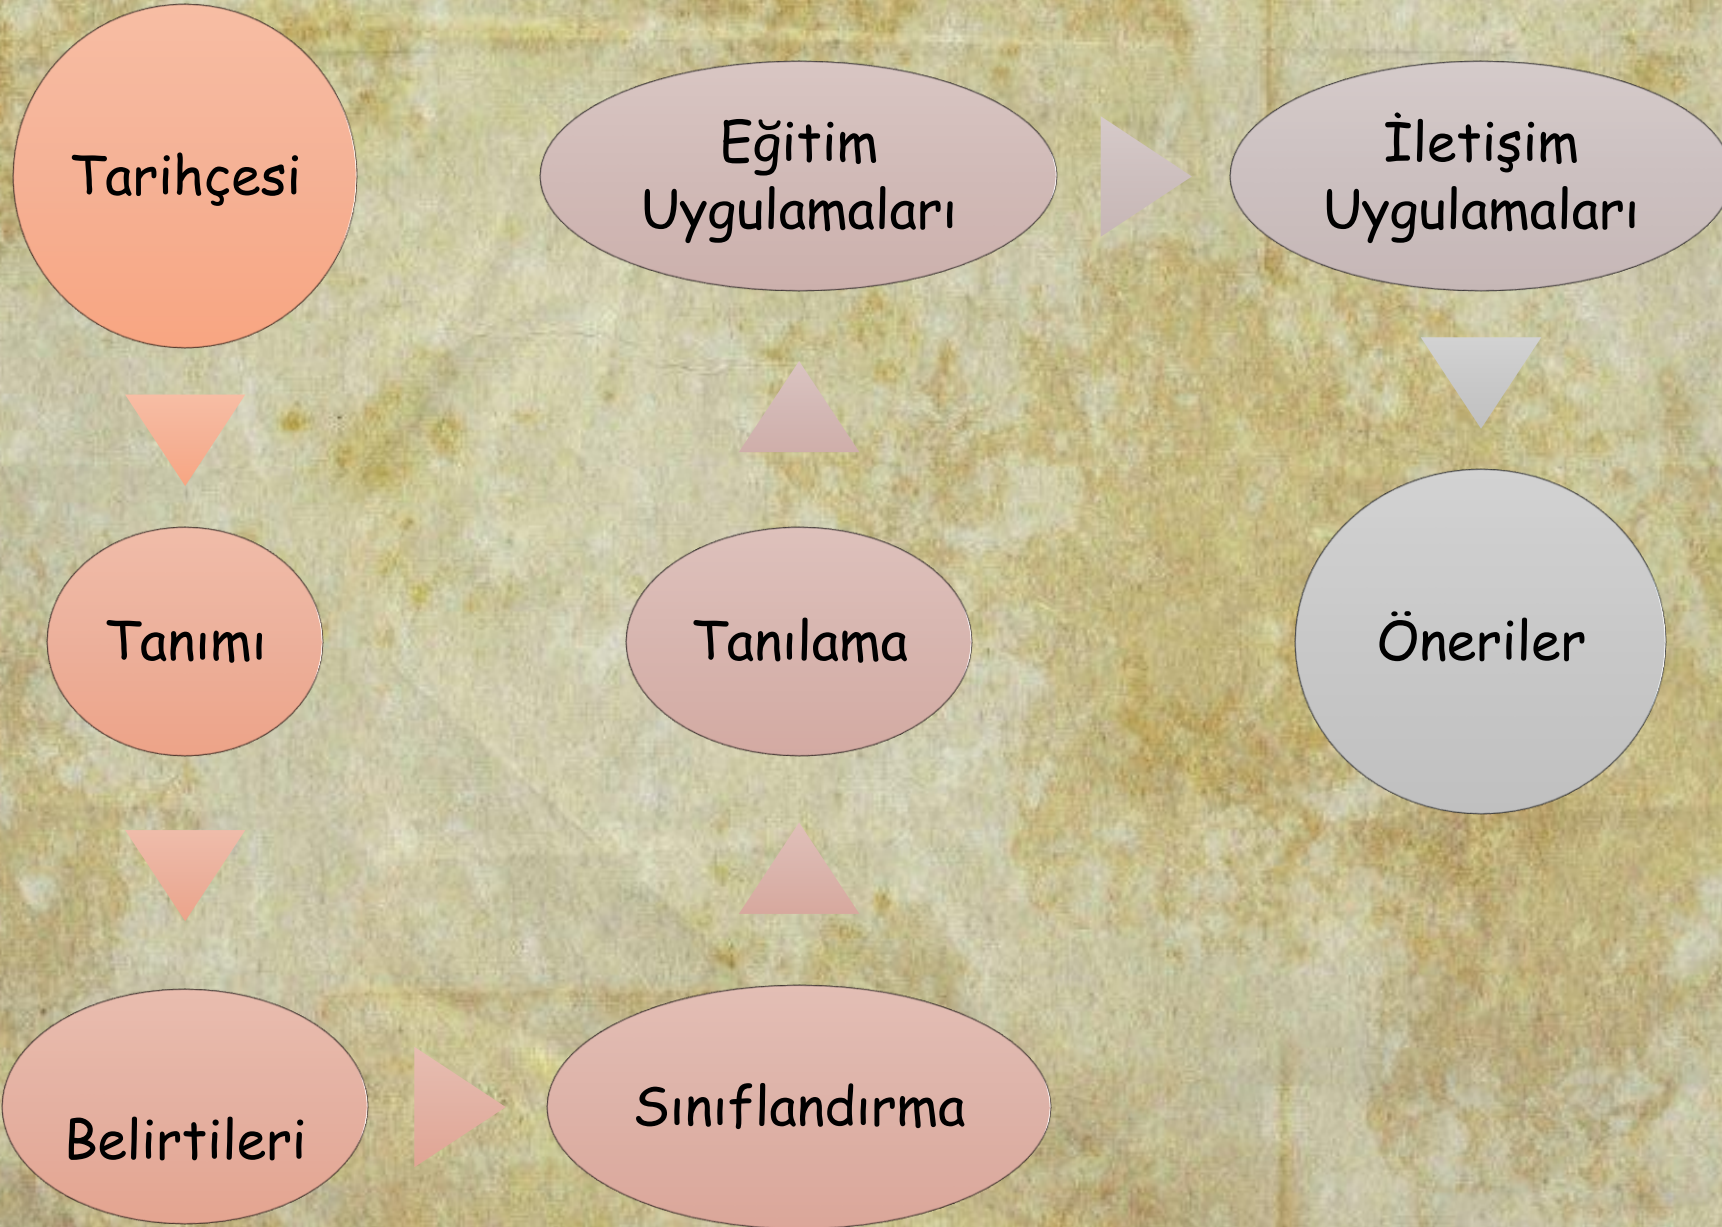 Tarihçesi
Tanımı
Belirtileri
Sınıflandırma
Tanılama
Eğitim
Uygulamaları
İletişim
Uygulamaları
Öneriler